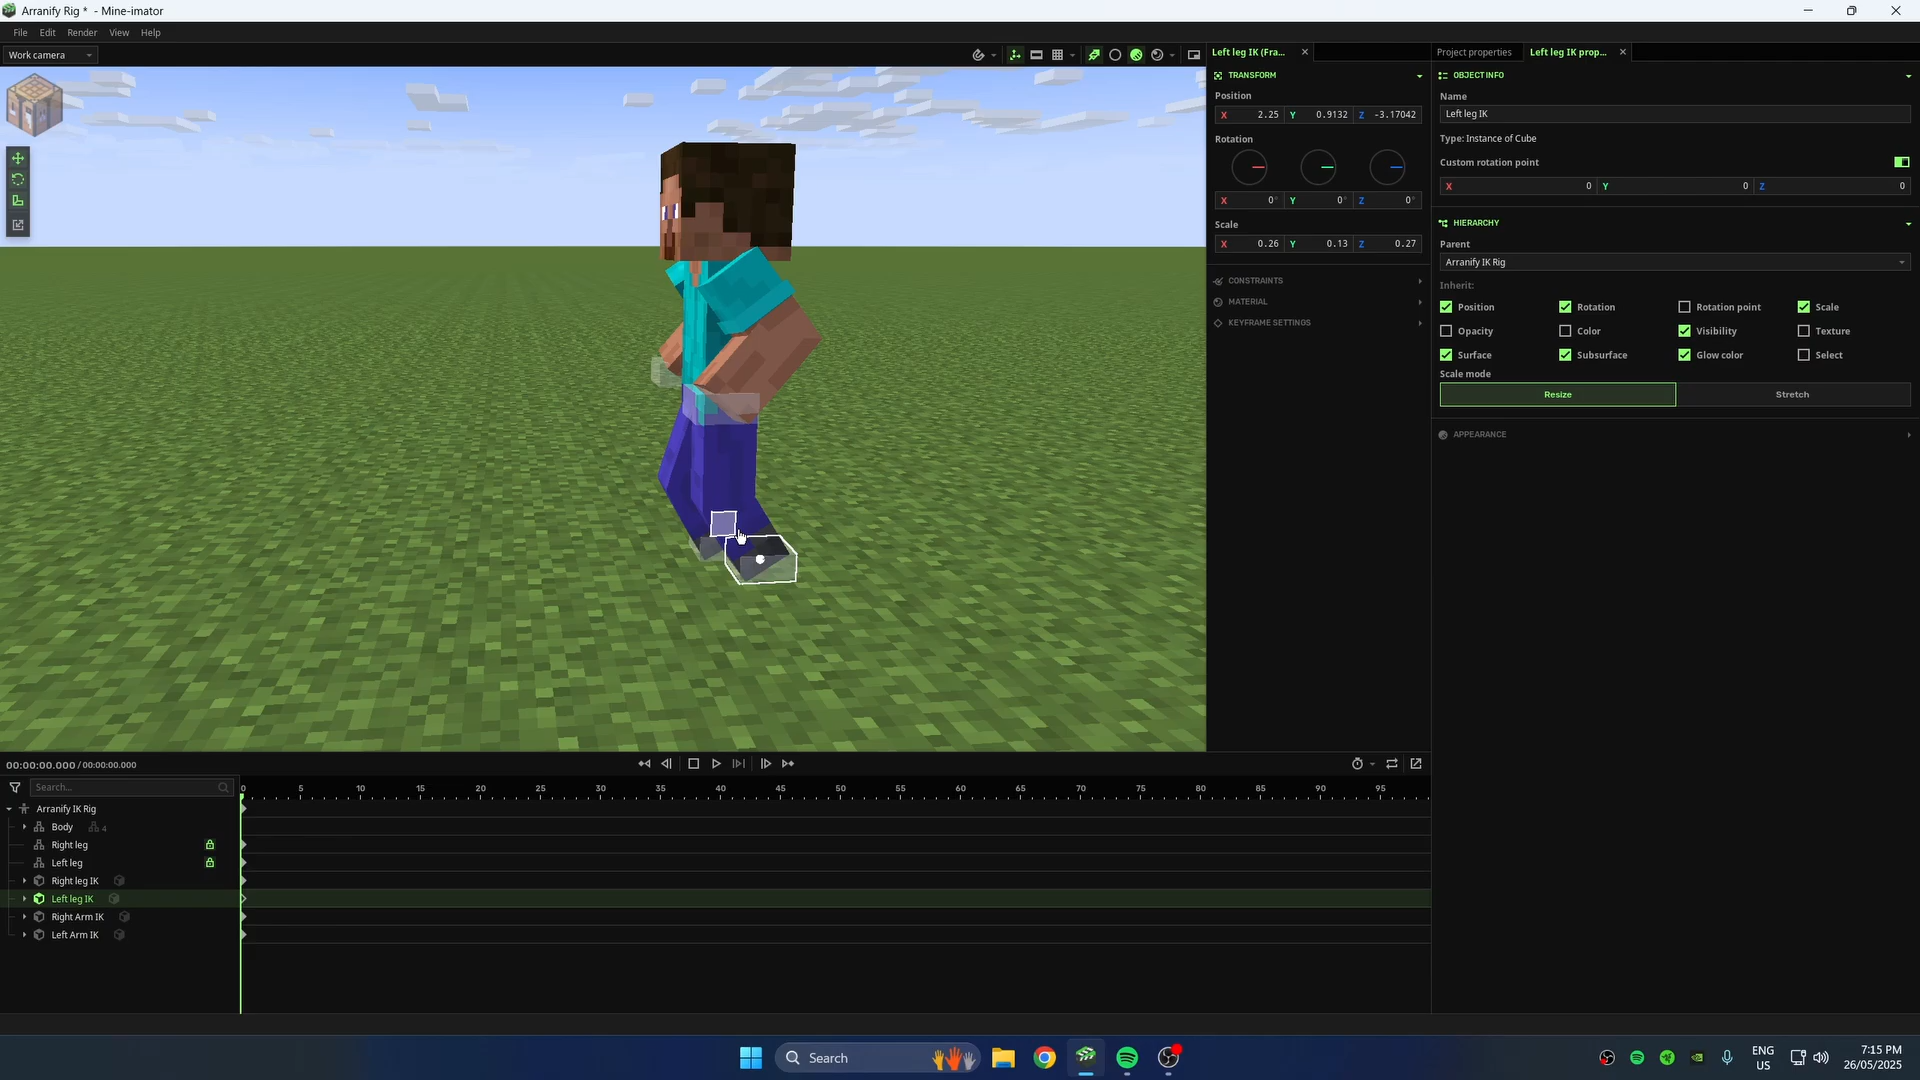 Arranify Rig * - Mine-imator
File Edit Render View Help
Work camera
Left leg IK (Fra...
TRANSFORM
Position
X 2.25 Y 0.9132 Z -3.17042
Rotation
X 0° Y 0° Z 0°
Scale
X 0.26 Y 0.13 Z 0.27
CONSTRAINTS
MATERIAL
KEYFRAME SETTINGS
Project properties Left leg IK prop...
OBJECT INFO
Name
Left leg IK
Type: Instance of Cube
Custom rotation point
X 0 Y 0 Z 0
HIERARCHY
Parent
Arranify IK Rig
Inherit:
Position Rotation Rotation point Scale
Opacity Color Visibility Texture
Surface Subsurface Glow color Select
Scale mode
Resize Stretch
APPEARANCE
00:00:00.000 / 00:00:00.000
Search...
0 5 10 15 20 25 30 35 40 45 50 55 60 65 70 75 80 85 90 95
Arranify IK Rig
Body 4
Right leg
Left leg
Right leg IK
Left leg IK
Right Arm IK
Left Arm IK
Search
ENG
US
7:15 PM
26/05/2025